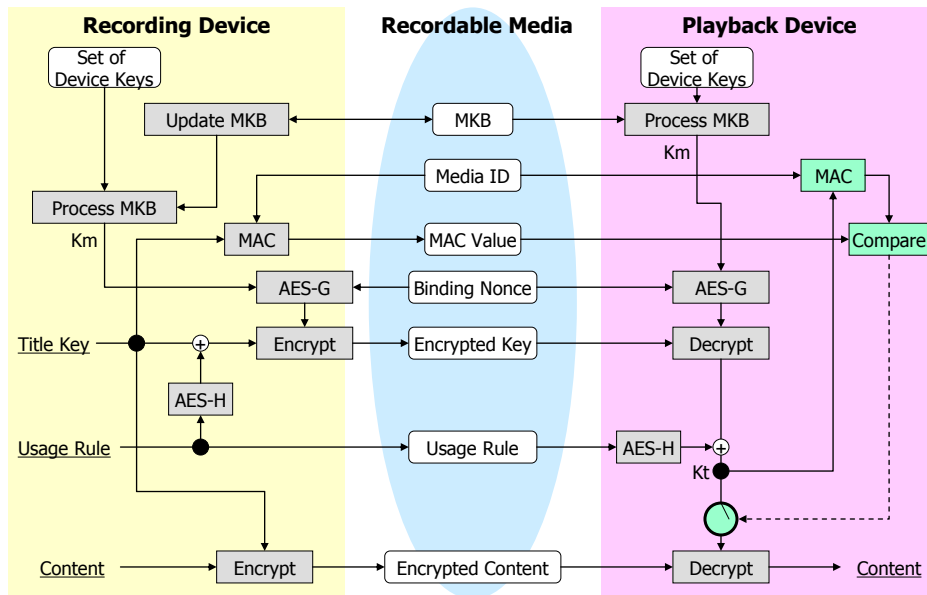 Recording Device
Recordable Media
Playback Device
Set of
Device Keys
Set of
Device Keys
Update MKB
MKB
Process MKB
Km
Media ID
MAC
Process MKB
Km
MAC
MAC Value
Compare
AES-G
Binding Nonce
AES-G
Title Key
+
Encrypt
Encrypted Key
Decrypt
AES-H
Usage Rule
Usage Rule
AES-H
+
Kt
Content
Encrypt
Encrypted Content
Decrypt
Content